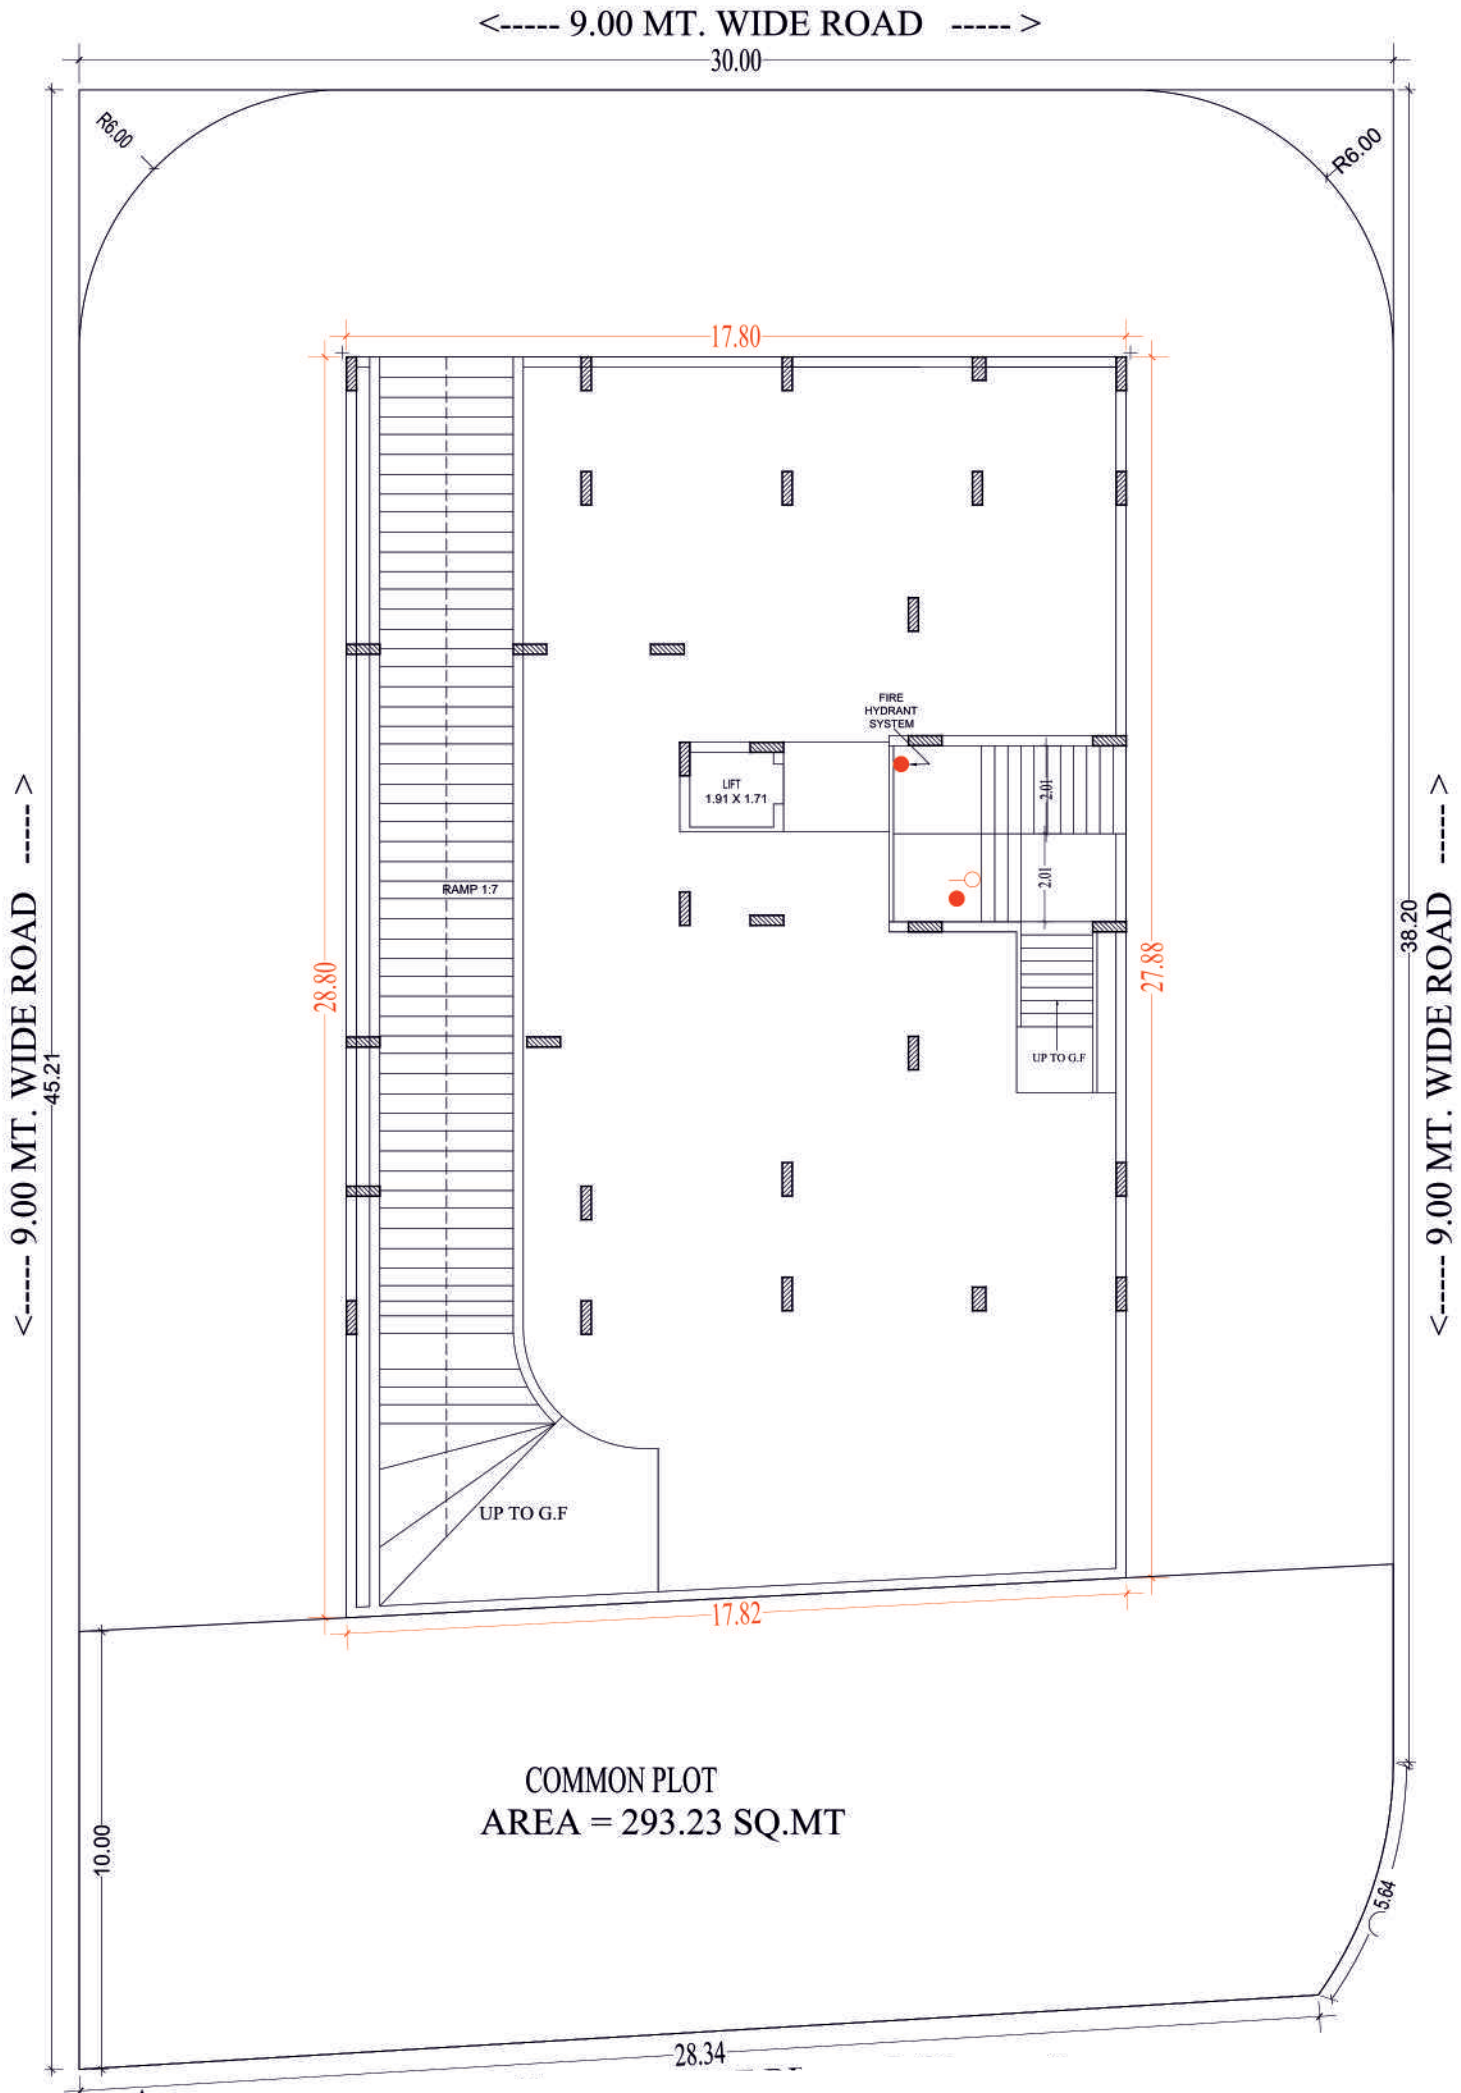 <----- 9.00 MT. WIDE ROAD ----- >
30.00
R6.00
R6.00
17.80
FIRE
HYDRANT
SYSTEM
LIFT
1.91 X 1.71
2.01
2.01
RAMP 1:7
28.80
27.88
UP TO G.F
<----- 9.00 MT. WIDE ROAD ----- >
45.21
38.20
<----- 9.00 MT. WIDE ROAD ----- >
UP TO G.F
17.82
COMMON PLOT
AREA = 293.23 SQ.MT
10.00
5.64
28.34